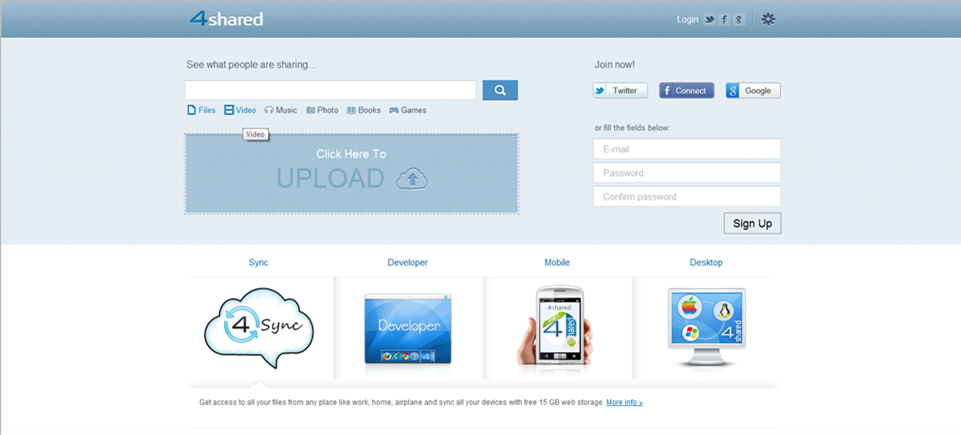 4shared
Login
See what people are sharing...
Files Video Music Photo Books Games
Video
Click Here To
UPLOAD
Join now!
Twitter Connect Google
or fill the fields below:
E-mail
Password
Confirm password
Sign Up
Sync Developer Mobile Desktop
4 Sync
Developer
4shared
4 shared
4 shared
Get access to all your files from any place like work, home, airplane and sync all your devices with free 15 GB web storage. More info »